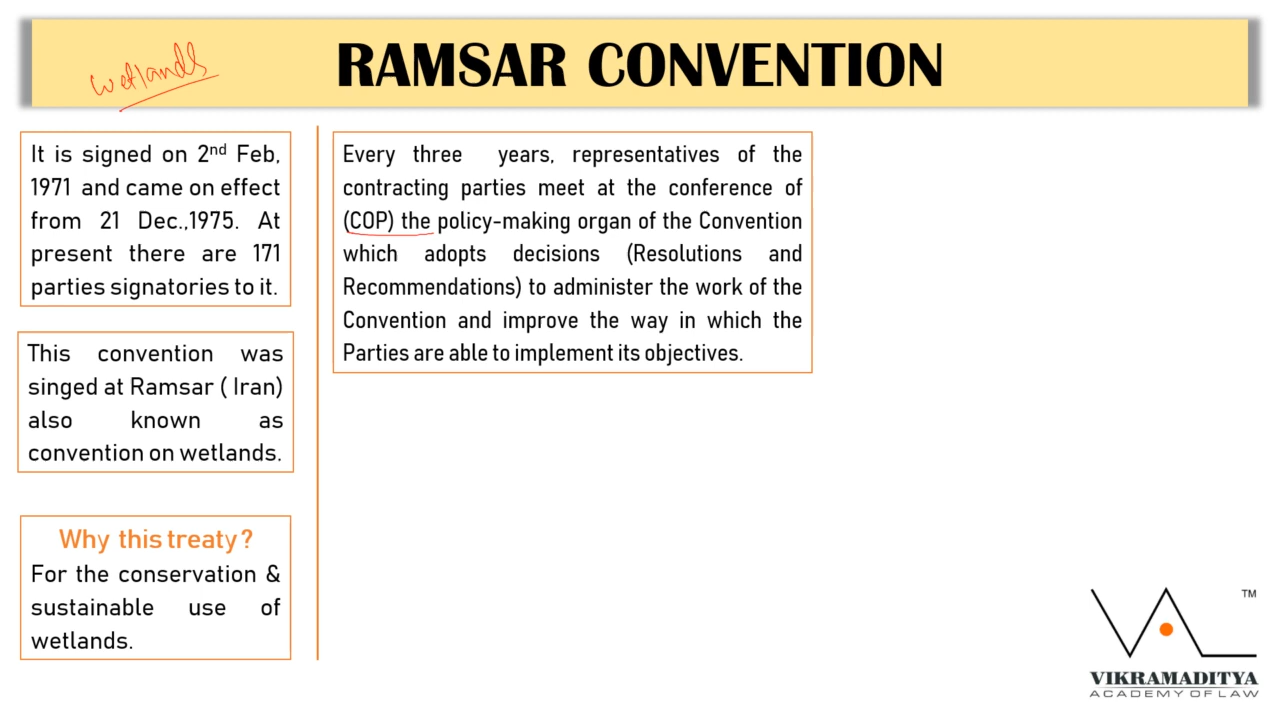 wetlands
RAMSAR CONVENTION
It is signed on 2nd Feb,
1971 and came on effect
from 21 Dec.,1975. At
present there are 171
parties signatories to it.
This convention was
singed at Ramsar ( Iran)
also known as
convention on wetlands.
Why this treaty?
For the conservation &
sustainable use of
wetlands.
Every three years, representatives of the
contracting parties meet at the conference of
(COP) the policy-making organ of the Convention
which adopts decisions (Resolutions and
Recommendations) to administer the work of the
Convention and improve the way in which the
Parties are able to implement its objectives.
TM
VIKRAMADITYA
ACADEMY OF LAW